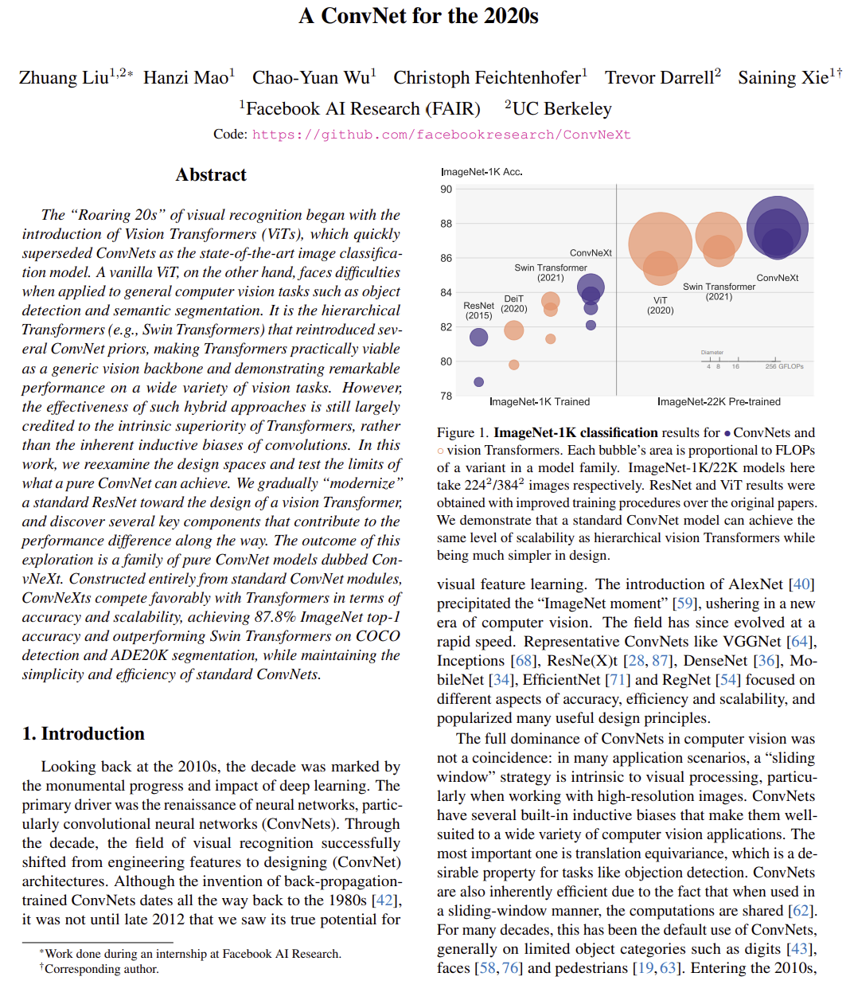 A ConvNet for the 2020s
Zhuang Liu1,2* Hanzi Mao1 Chao-Yuan Wu1 Christoph Feichtenhofer1 Trevor Darrell2 Saining Xie1†
1Facebook AI Research (FAIR) 2UC Berkeley
Code: https://github.com/facebookresearch/ConvNeXt
Abstract
The “Roaring 20s” of visual recognition began with the
introduction of Vision Transformers (ViTs), which quickly
superseded ConvNets as the state-of-the-art image classifica-
tion model. A vanilla ViT, on the other hand, faces difficulties
when applied to general computer vision tasks such as object
detection and semantic segmentation. It is the hierarchical
Transformers (e.g., Swin Transformers) that reintroduced sev-
eral ConvNet priors, making Transformers practically viable
as a generic vision backbone and demonstrating remarkable
performance on a wide variety of vision tasks. However,
the effectiveness of such hybrid approaches is still largely
credited to the intrinsic superiority of Transformers, rather
than the inherent inductive biases of convolutions. In this
work, we reexamine the design spaces and test the limits of
what a pure ConvNet can achieve. We gradually “modernize”
a standard ResNet toward the design of a vision Transformer,
and discover several key components that contribute to the
performance difference along the way. The outcome of this
exploration is a family of pure ConvNet models dubbed Con-
vNeXt. Constructed entirely from standard ConvNet modules,
ConvNeXts compete favorably with Transformers in terms of
accuracy and scalability, achieving 87.8% ImageNet top-1
accuracy and outperforming Swin Transformers on COCO
detection and ADE20K segmentation, while maintaining the
simplicity and efficiency of standard ConvNets.
1. Introduction
Looking back at the 2010s, the decade was marked by
the monumental progress and impact of deep learning. The
primary driver was the renaissance of neural networks, partic-
ularly convolutional neural networks (ConvNets). Through
the decade, the field of visual recognition successfully
shifted from engineering features to designing (ConvNet)
architectures. Although the invention of back-propagation-
trained ConvNets dates all the way back to the 1980s [42],
it was not until late 2012 that we saw its true potential for
*Work done during an internship at Facebook AI Research.
†Corresponding author.
ImageNet-1K Acc.
90
88
86
84
82
80
78
ResNet
(2015)
DeiT
(2020)
Swin Transformer
(2021)
ConvNeXt
ViT
(2020)
Swin Transformer
(2021)
ConvNeXt
Diameter
4 8 16 256 GFLOPs
ImageNet-1K Trained
ImageNet-22K Pre-trained
Figure 1. ImageNet-1K classification results for • ConvNets and
○ vision Transformers. Each bubble’s area is proportional to FLOPs
of a variant in a model family. ImageNet-1K/22K models here
take 224²/384² images respectively. ResNet and ViT results were
obtained with improved training procedures over the original papers.
We demonstrate that a standard ConvNet model can achieve the
same level of scalability as hierarchical vision Transformers while
being much simpler in design.
visual feature learning. The introduction of AlexNet [40]
precipitated the “ImageNet moment” [59], ushering in a new
era of computer vision. The field has since evolved at a
rapid speed. Representative ConvNets like VGGNet [64],
Inceptions [68], ResNe(X)t [28, 87], DenseNet [36], Mo-
bileNet [34], EfficientNet [71] and RegNet [54] focused on
different aspects of accuracy, efficiency and scalability, and
popularized many useful design principles.
The full dominance of ConvNets in computer vision was
not a coincidence: in many application scenarios, a “sliding
window” strategy is intrinsic to visual processing, particu-
larly when working with high-resolution images. ConvNets
have several built-in inductive biases that make them well-
suited to a wide variety of computer vision applications. The
most important one is translation equivariance, which is a de-
sirable property for tasks like objection detection. ConvNets
are also inherently efficient due to the fact that when used in
a sliding-window manner, the computations are shared [62].
For many decades, this has been the default use of ConvNets,
generally on limited object categories such as digits [43],
faces [58, 76] and pedestrians [19, 63]. Entering the 2010s,